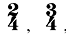 2/4 , 3/4 ,